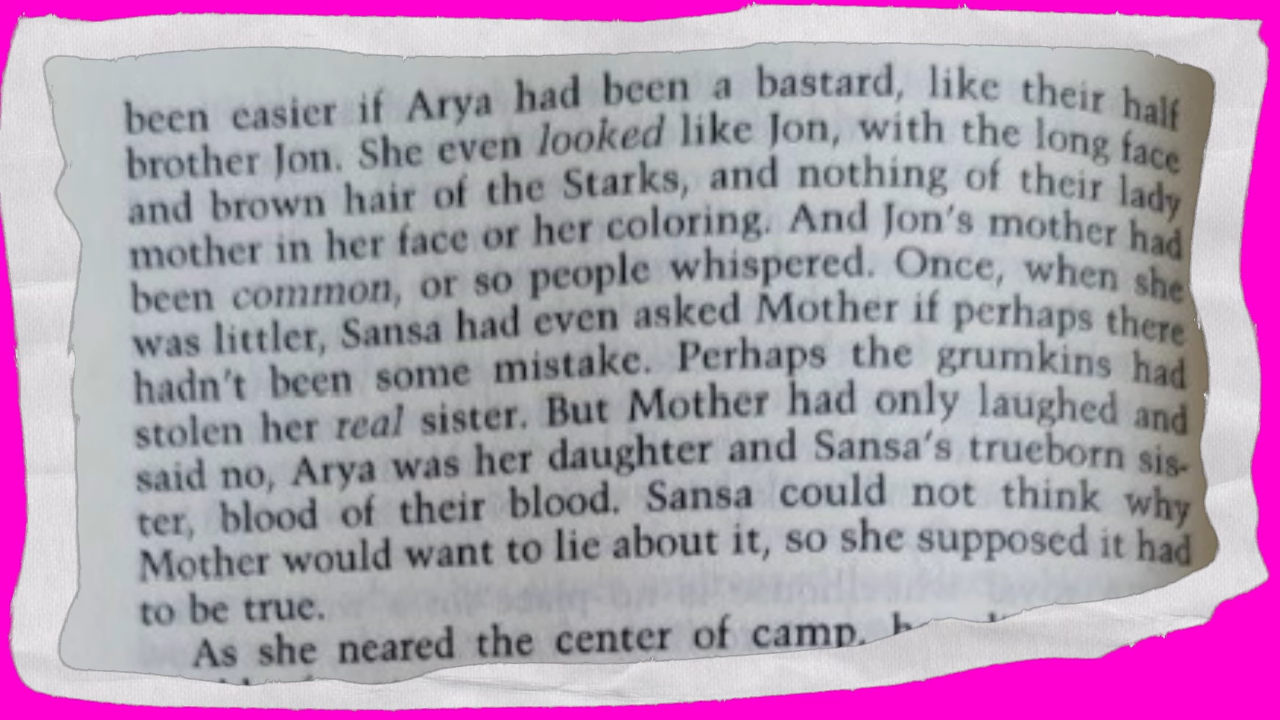 been easier if Arya had been a bastard, like their half
brother Jon. She even looked like Jon, with the long face
and brown hair of the Starks, and nothing of their lady
mother in her face or her coloring. And Jon's mother had
been common, or so people whispered. Once, when she
was littler, Sansa had even asked Mother if perhaps there
hadn't been some mistake. Perhaps the grumkins had
stolen her real sister. But Mother had only laughed and
said no, Arya was her daughter and Sansa's trueborn sis-
ter, blood of their blood. Sansa could not think why
Mother would want to lie about it, so she supposed it had
to be true.
As she neared the center of camp,